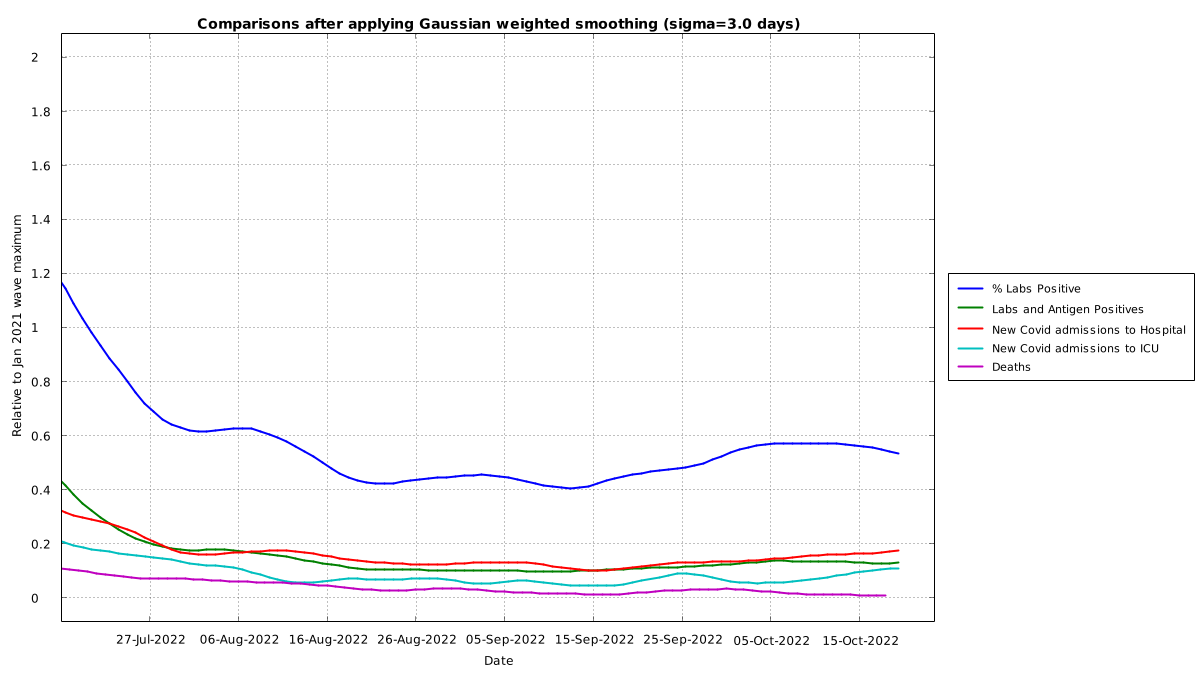 Comparisons after applying Gaussian weighted smoothing (sigma=3.0 days)
Relative to Jan 2021 wave maximum
2
1.8
1.6
1.4
1.2
1
0.8
0.6
0.4
0.2
0
27-Jul-2022 06-Aug-2022 16-Aug-2022 26-Aug-2022 05-Sep-2022 15-Sep-2022 25-Sep-2022 05-Oct-2022 15-Oct-2022
Date
% Labs Positive
Labs and Antigen Positives
New Covid admissions to Hospital
New Covid admissions to ICU
Deaths